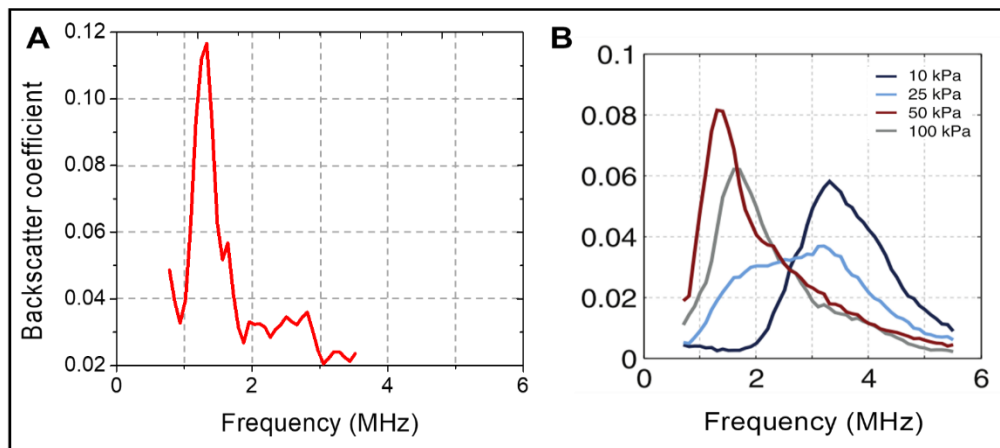 A
Backscatter coefficient
0.12
0.10
0.08
0.06
0.04
0.02
0 2 4 6
Frequency (MHz)
B
0.1
0.08
0.06
0.04
0.02
0
0 2 4 6
10 kPa
25 kPa
50 kPa
100 kPa
Frequency (MHz)